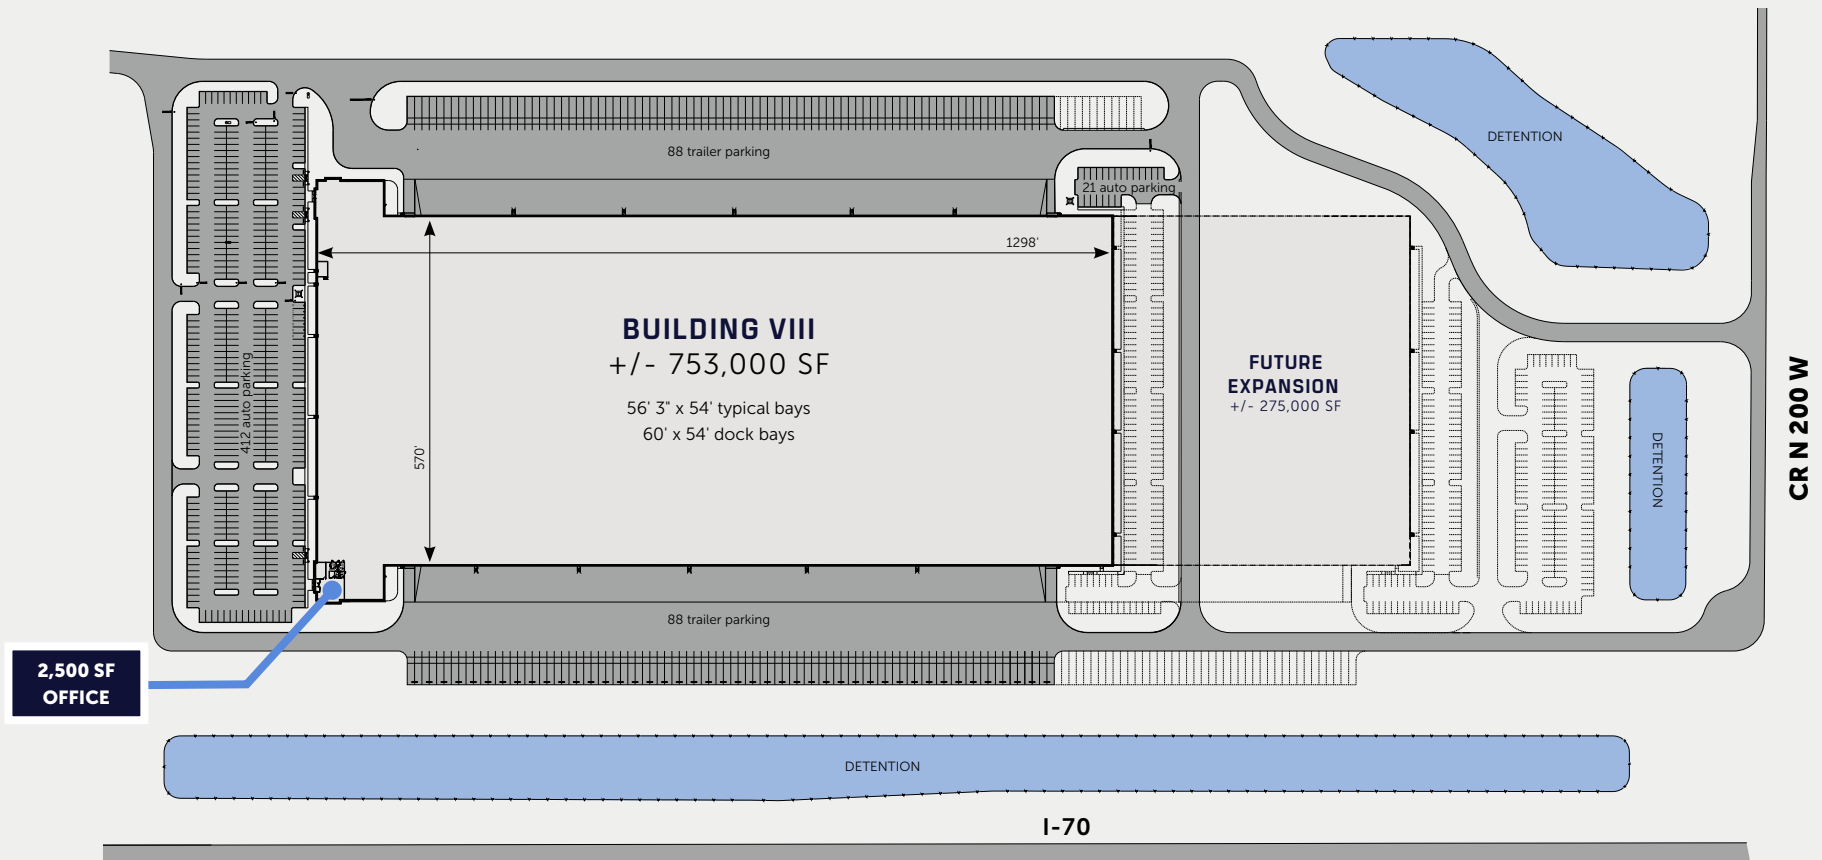 DETENTION
88 trailer parking
21 auto parking
1298'
BUILDING VIII
+/- 753,000 SF
56' 3" x 54' typical bays
60' x 54' dock bays
570'
412 auto parking
FUTURE
EXPANSION
+/- 275,000 SF
DETENTION
CR N 200 W
88 trailer parking
2,500 SF
OFFICE
DETENTION
I-70